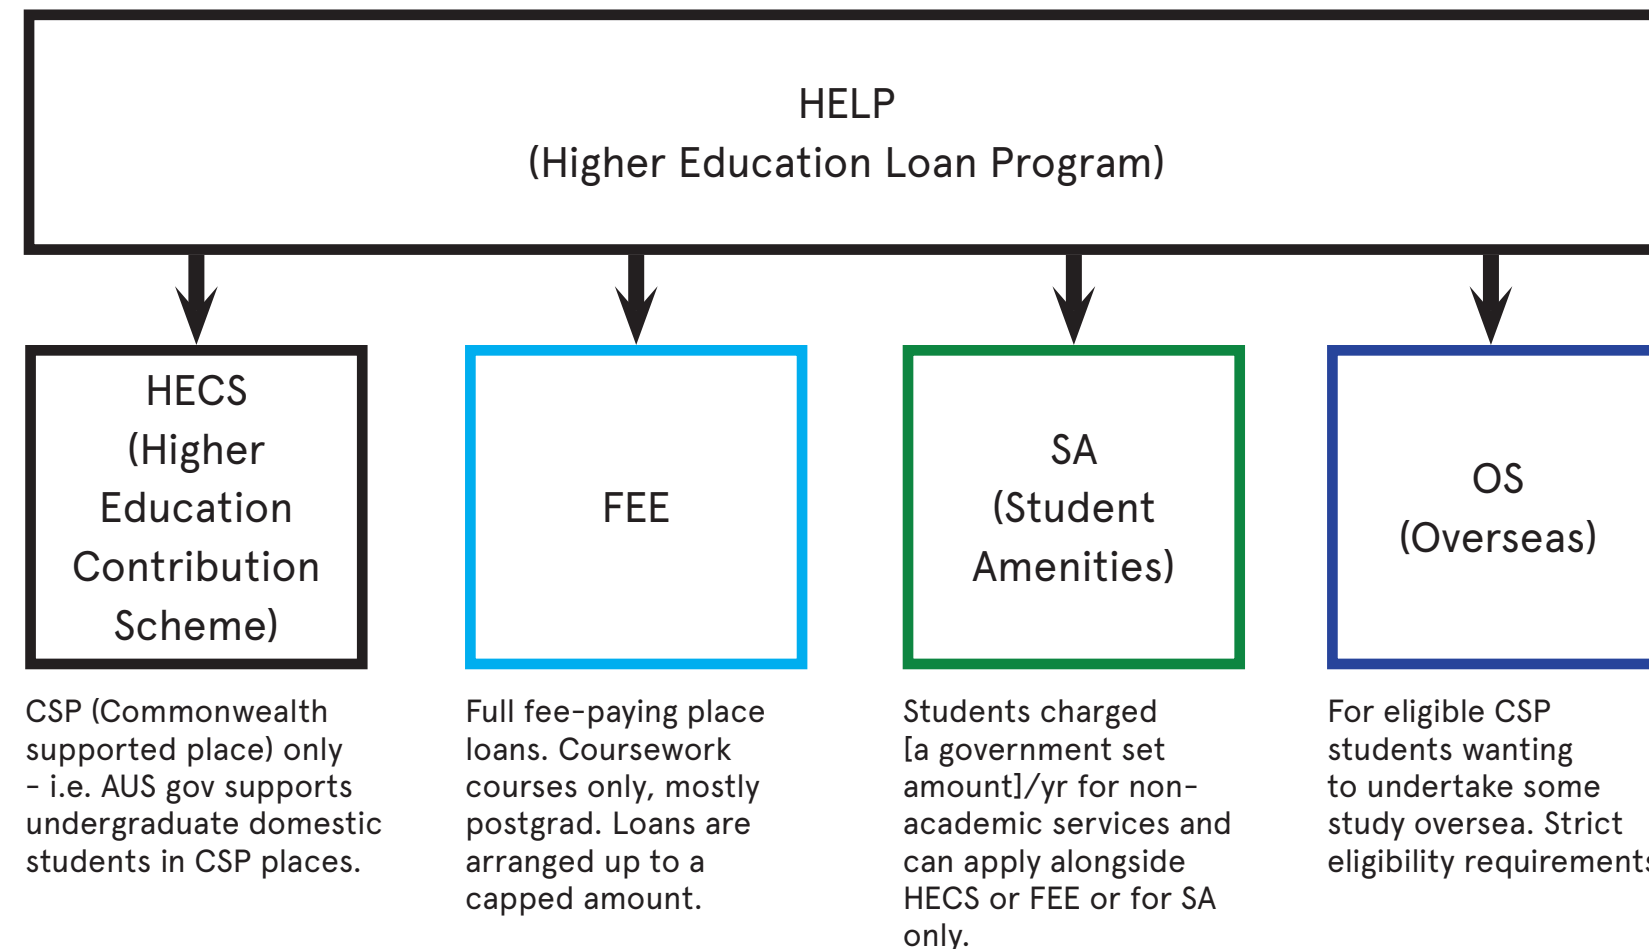 HELP
(Higher Education Loan Program)
HECS
(Higher
Education
Contribution
Scheme)
FEE
SA
(Student
Amenities)
OS
(Overseas)
CSP (Commonwealth
supported place) only
- i.e. AUS gov supports
undergraduate domestic
students in CSP places.
Full fee-paying place
loans. Coursework
courses only, mostly
postgrad. Loans are
arranged up to a
capped amount.
Students charged
[a government set
amount]/yr for non-
academic services and
can apply alongside
HECS or FEE or for SA
only.
For eligible CSP
students wanting
to undertake some
study oversea. Strict
eligibility requirements